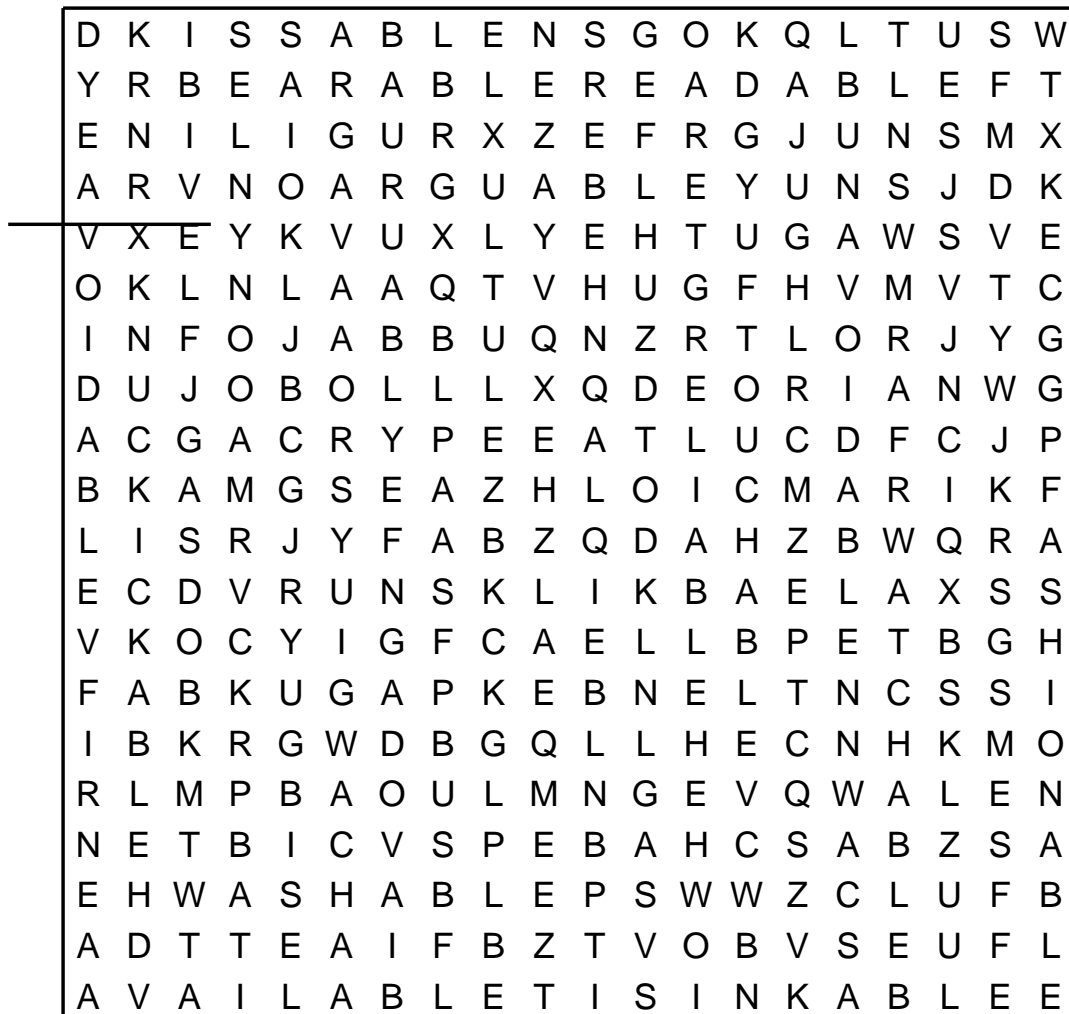 D K I S S A B L E N S G O K Q L T U S W
Y R B E A R A B L E R E A D A B L E F T
E N I L I G U R X Z E F R G J U N S M X
A R V N O A R G U A B L E Y U N S J D K
V X E Y K V U X L Y E H T U G A W S V E
O K L N L A A Q T V H U G F H V M V T C
I N F O J A B B U Q N Z R T L O R J Y G
D U J O B O L L L X Q D E O R I A N W G
A C G A C R Y P E E A T L U C D F C J P
B K A M G S E A Z H L O I C M A R I K F
L I S R J Y F A B Z Q D A H Z B W Q R A
E C D V R U N S K L I K B A E L A X S S
V K O C Y I G F C A E L L B P E T B G H
F A B K U G A P K E B N E L T N C S S I
I B K R G W D B G Q L L H E C N H K M O
R L M P B A O U L M N G E V Q W A L E N
N E T B I C V S P E B A H C S A B Z S A
E H W A S H A B L E P S W W Z C L U F B
A D T T E A I F B Z T V O B V S E U F L
A V A I L A B L E T I S I N K A B L E E